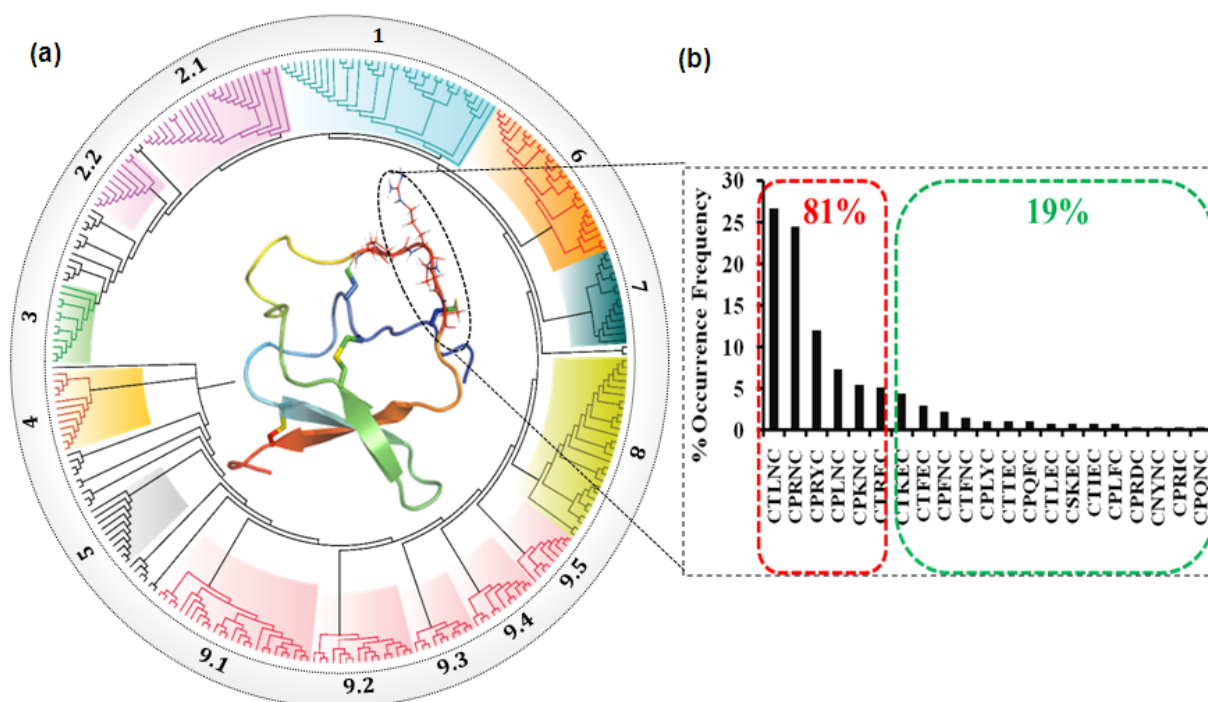 (a)
1
2.1
2.2
3
4
5
6
7
8
9.1
9.2
9.3
9.4
9.5
(b)
% Occurrence Frequency
30
25
20
15
10
5
0
81%
19%
CTLNC
CPRNC
CPRYC
CPLNC
CPKNC
CTRFC
CTFEC
CPFNC
CTFNC
CPLYC
CTTEC
CPQFC
CTLEC
CSKEC
CTIEC
CPLFC
CPRDC
CNYNC
CPRIC
CPQNC